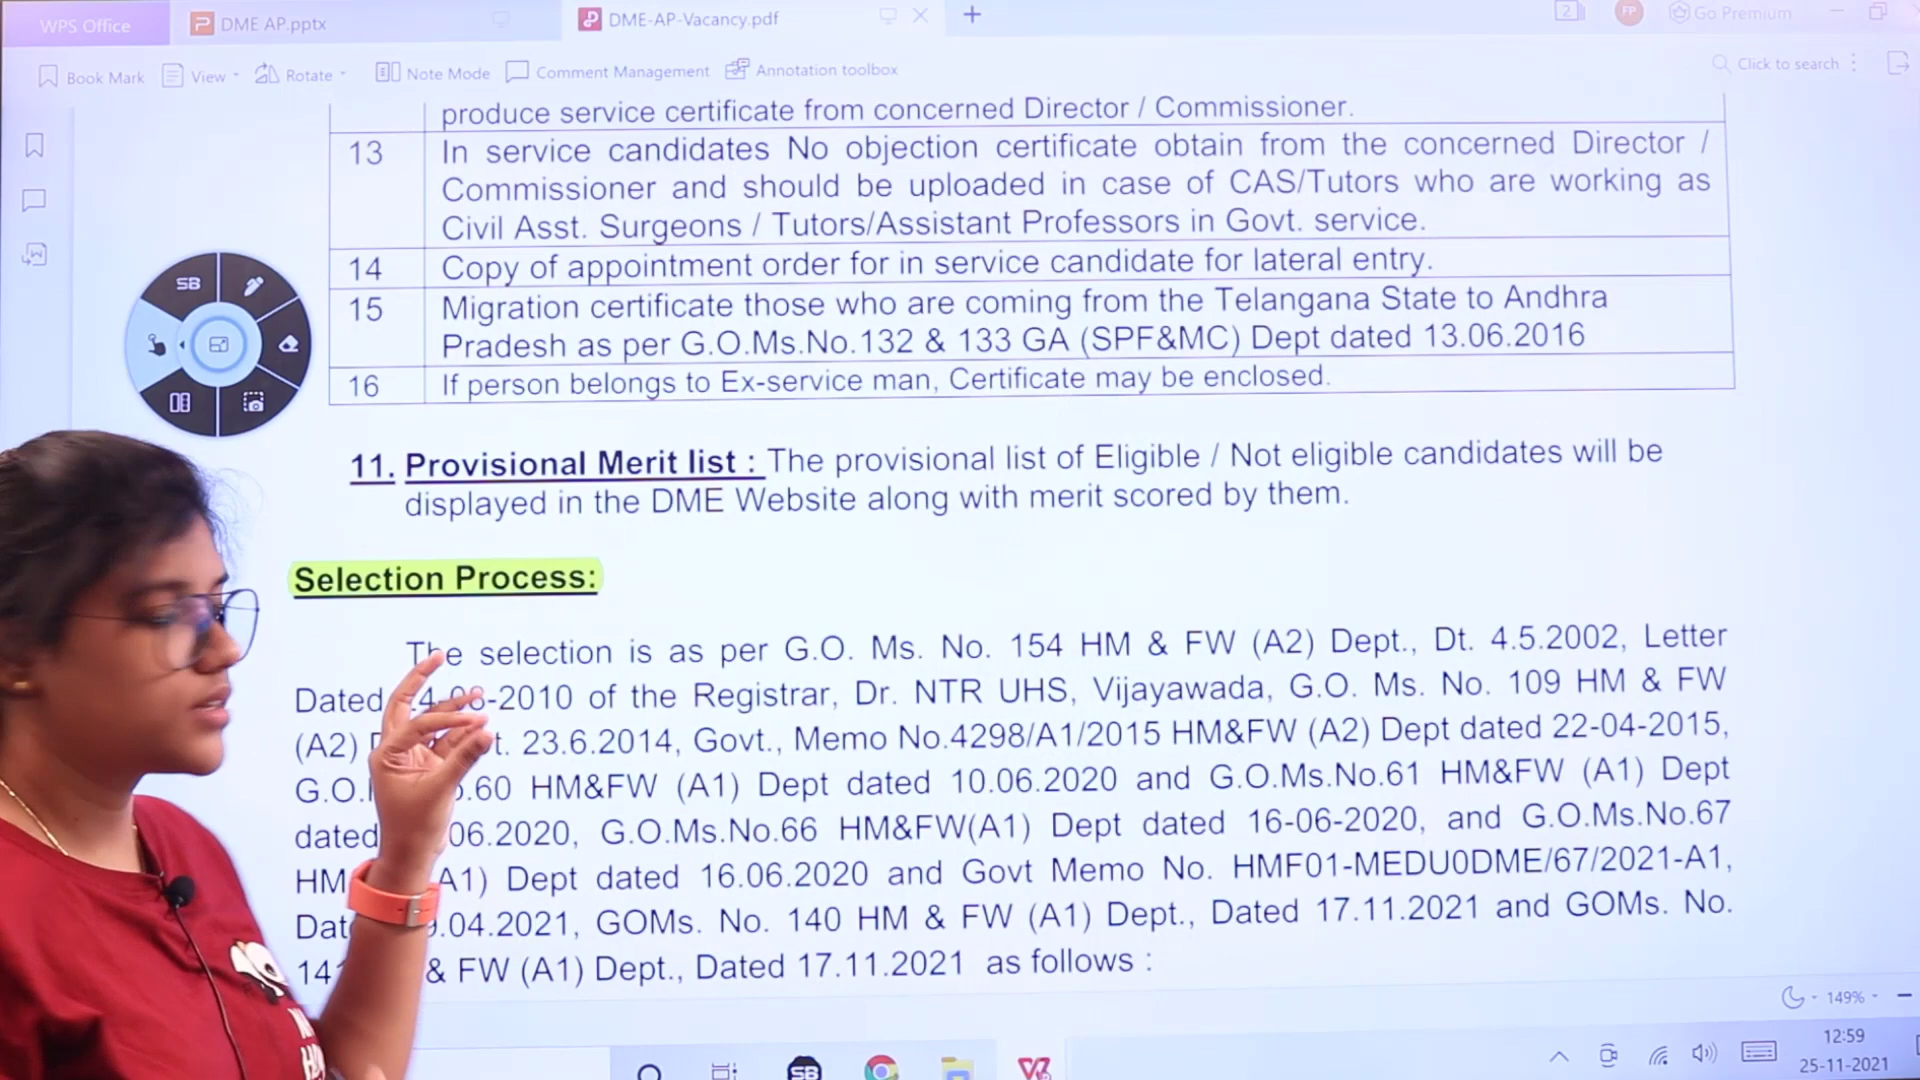 WPS Office
DME AP.pptx
DME-AP-Vacancy.pdf
2
FP
Go Premium
Book Mark
View
Rotate
Note Mode
Comment Management
Annotation toolbox
Click to search
produce service certificate from concerned Director / Commissioner.
13 In service candidates No objection certificate obtain from the concerned Director /
Commissioner and should be uploaded in case of CAS/Tutors who are working as
Civil Asst. Surgeons / Tutors/Assistant Professors in Govt. service.
14 Copy of appointment order for in service candidate for lateral entry.
15 Migration certificate those who are coming from the Telangana State to Andhra
Pradesh as per G.O.Ms.No.132 & 133 GA (SPF&MC) Dept dated 13.06.2016
16 If person belongs to Ex-service man, Certificate may be enclosed.
SB
11. Provisional Merit list : The provisional list of Eligible / Not eligible candidates will be
displayed in the DME Website along with merit scored by them.
Selection Process:
The selection is as per G.O. Ms. No. 154 HM & FW (A2) Dept., Dt. 4.5.2002, Letter
Dated 4-08-2010 of the Registrar, Dr. NTR UHS, Vijayawada, G.O. Ms. No. 109 HM & FW
(A2) t. 23.6.2014, Govt., Memo No.4298/A1/2015 HM&FW (A2) Dept dated 22-04-2015,
G.O. .60 HM&FW (A1) Dept dated 10.06.2020 and G.O.Ms.No.61 HM&FW (A1) Dept
dated 06.2020, G.O.Ms.No.66 HM&FW(A1) Dept dated 16-06-2020, and G.O.Ms.No.67
HM A1) Dept dated 16.06.2020 and Govt Memo No. HMF01-MEDU0DME/67/2021-A1,
Dat .04.2021, GOMs. No. 140 HM & FW (A1) Dept., Dated 17.11.2021 and GOMs. No.
14 & FW (A1) Dept., Dated 17.11.2021 as follows :
149%
SB
12:59
25-11-2021